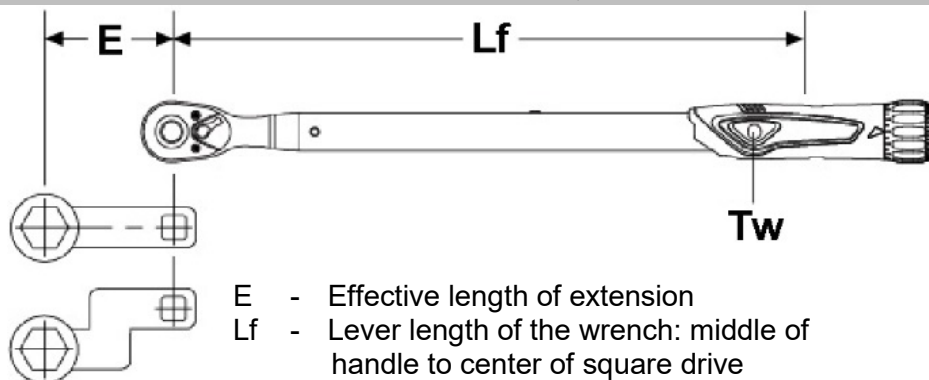 E
Lf
Tw
E - Effective length of extension
Lf - Lever length of the wrench: middle of
handle to center of square drive